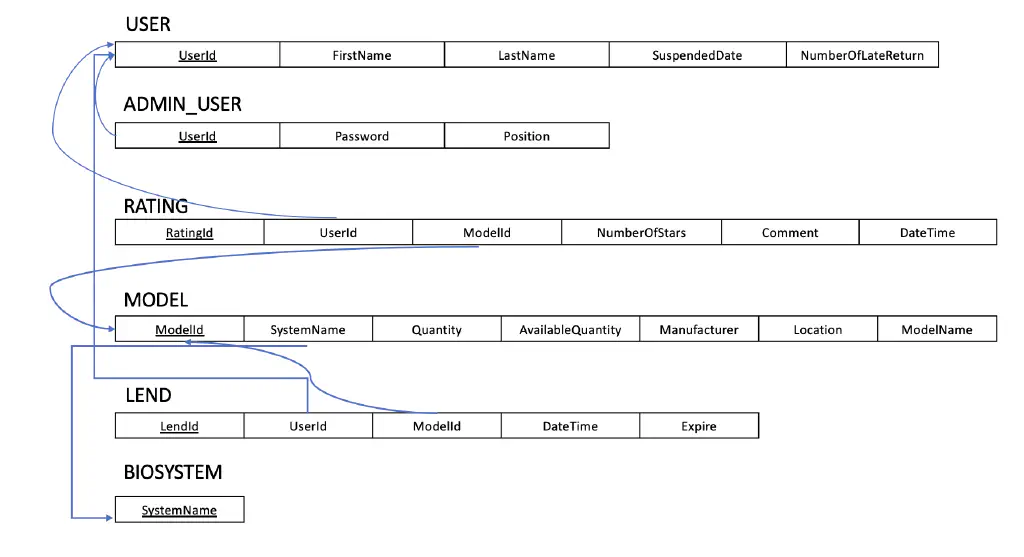 USER
UserId FirstName LastName SuspendedDate NumberOfLateReturn
ADMIN_USER
UserId Password Position
RATING
RatingId UserId ModelId NumberOfStars Comment DateTime
MODEL
ModelId SystemName Quantity AvailableQuantity Manufacturer Location ModelName
LEND
LendId UserId ModelId DateTime Expire
BIOSYSTEM
SystemName